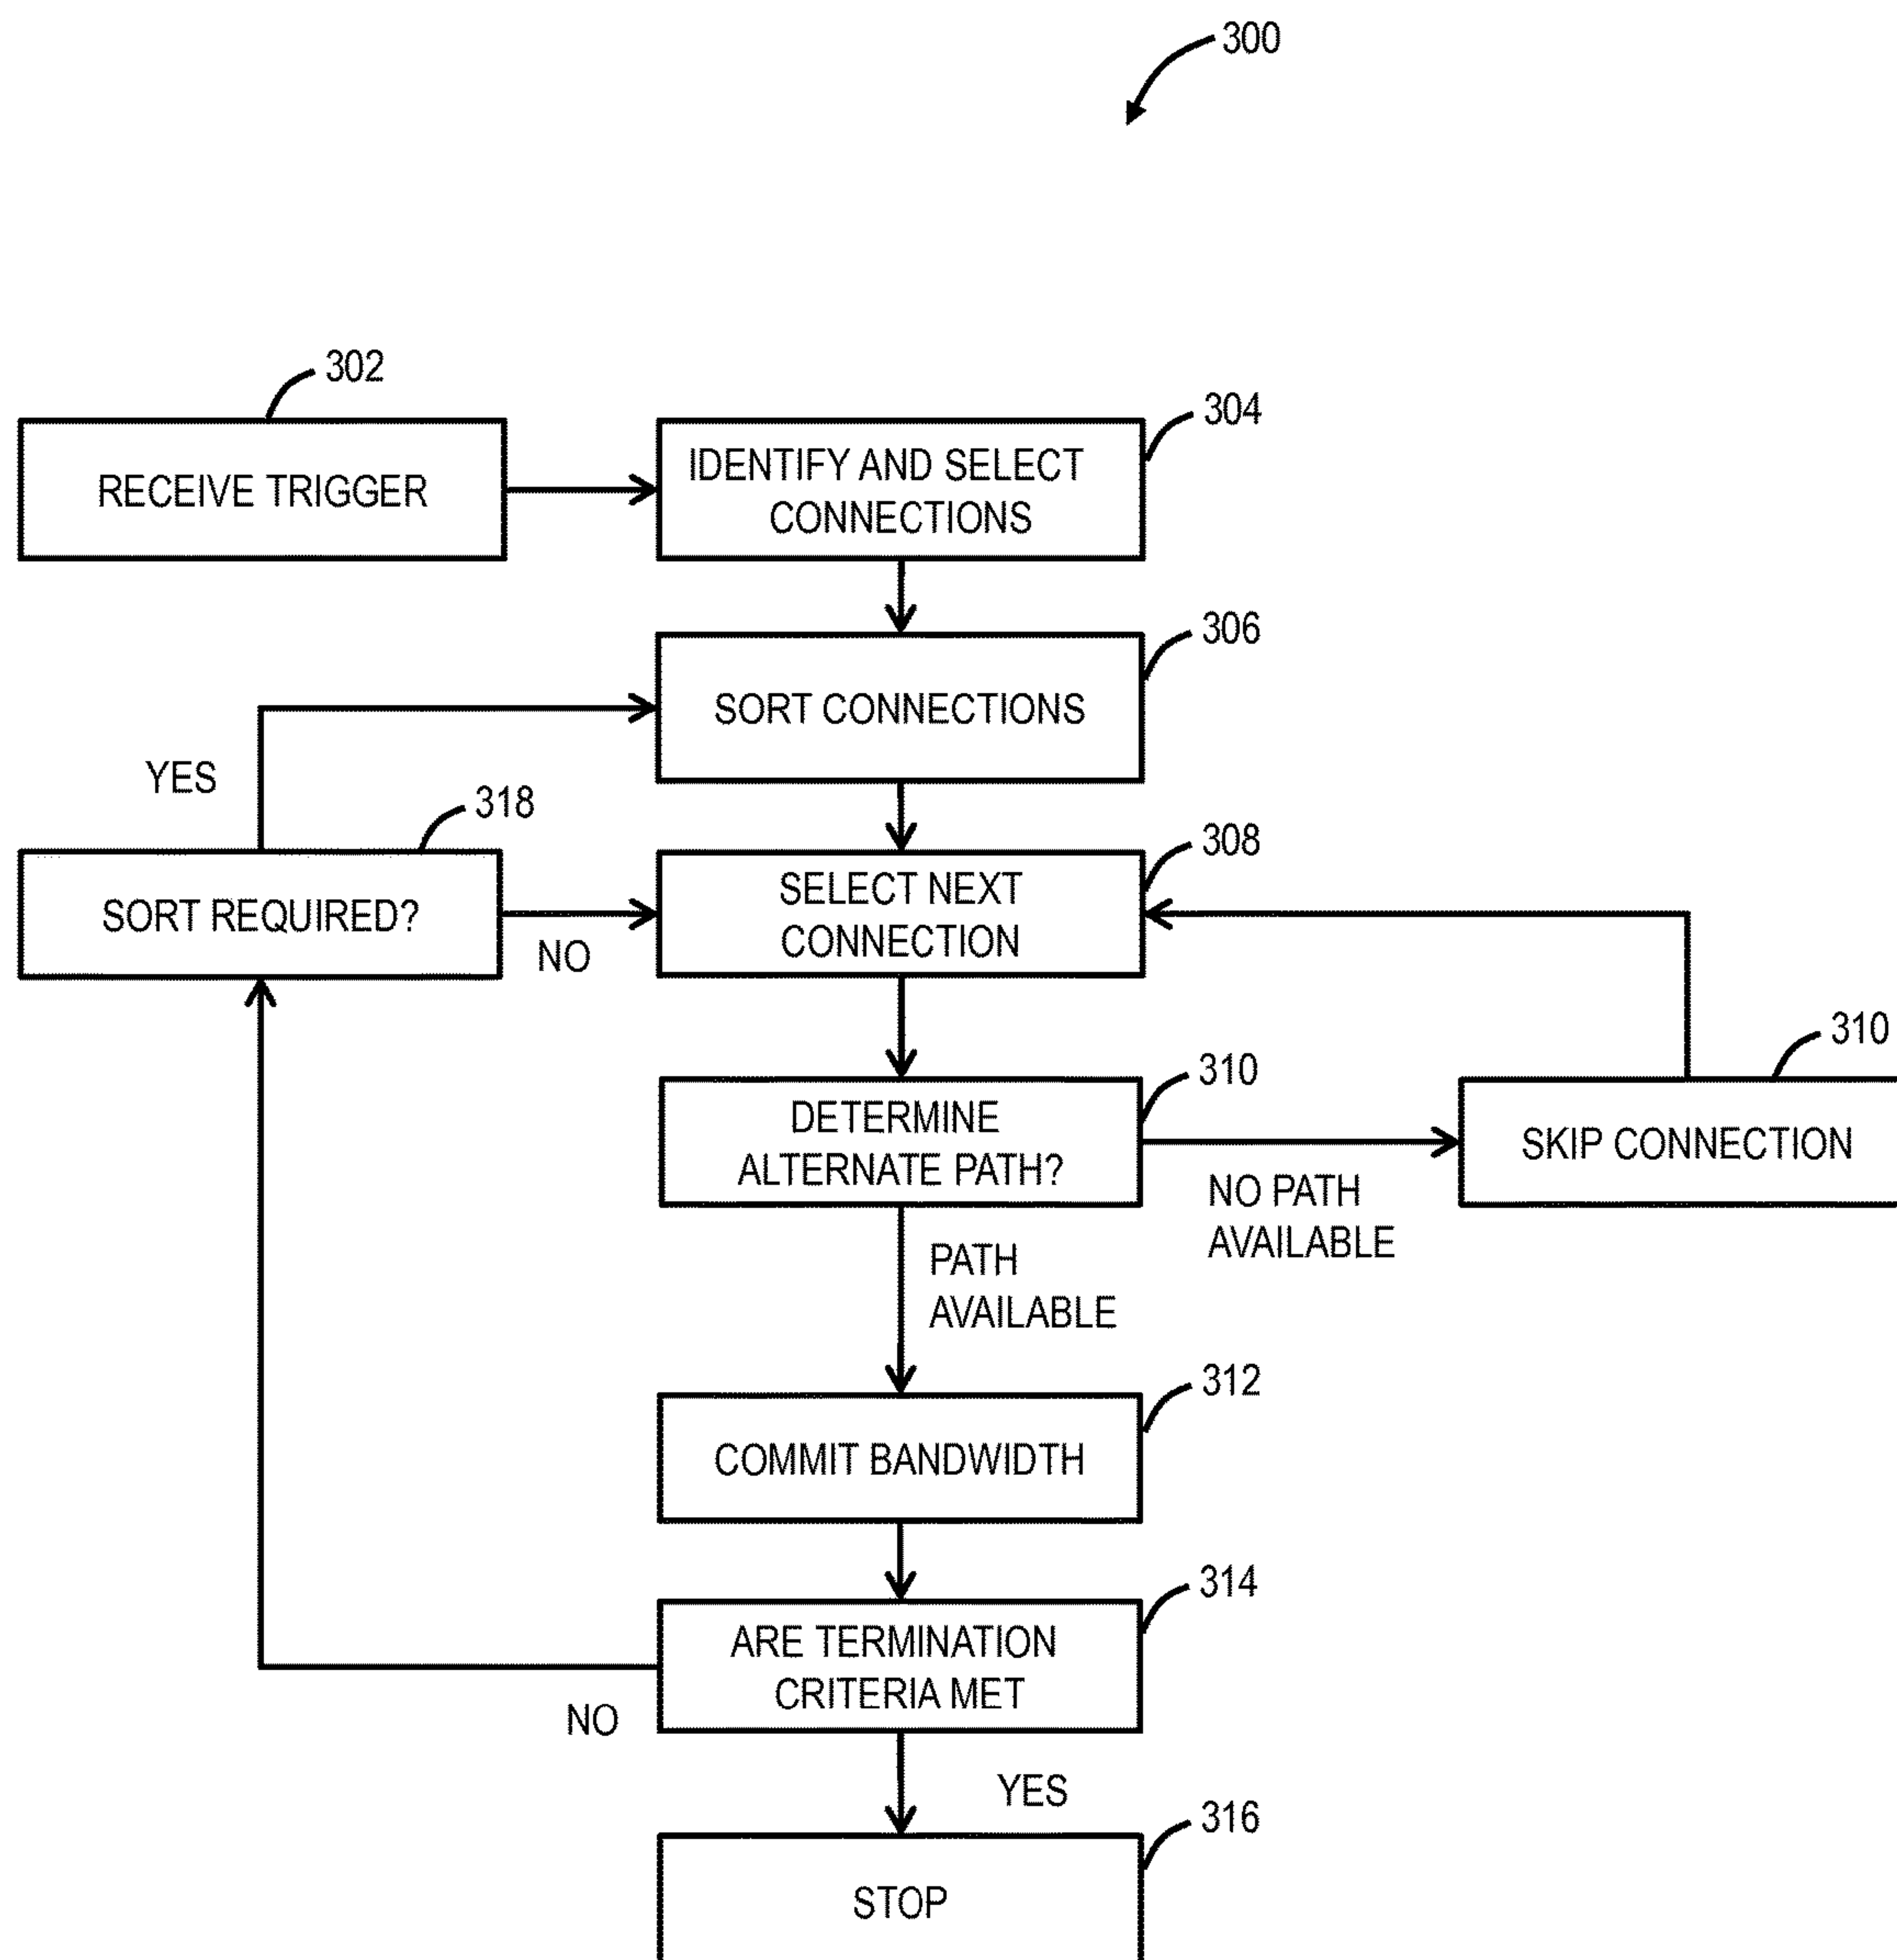 300
302
RECEIVE TRIGGER
304
IDENTIFY AND SELECT
CONNECTIONS
306
SORT CONNECTIONS
YES
318
SORT REQUIRED?
NO
308
SELECT NEXT
CONNECTION
310
DETERMINE
ALTERNATE PATH?
NO PATH
AVAILABLE
310
SKIP CONNECTION
PATH
AVAILABLE
312
COMMIT BANDWIDTH
314
ARE TERMINATION
CRITERIA MET
NO
YES
316
STOP